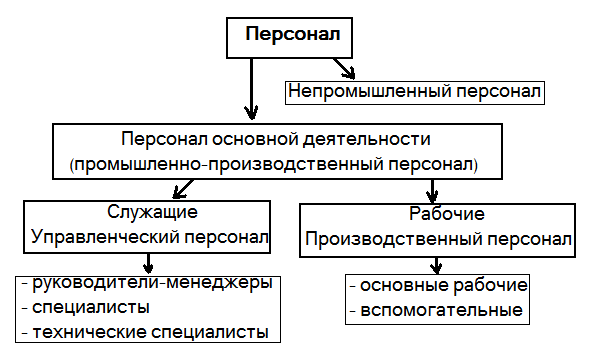 Персонал
Непромышленный персонал
Персонал основной деятельности
(промышленно-производственный персонал)
Служащие
Управленческий персонал
Рабочие
Производственный персонал
- руководители-менеджеры
- специалисты
- технические специалисты
- основные рабочие
- вспомогательные